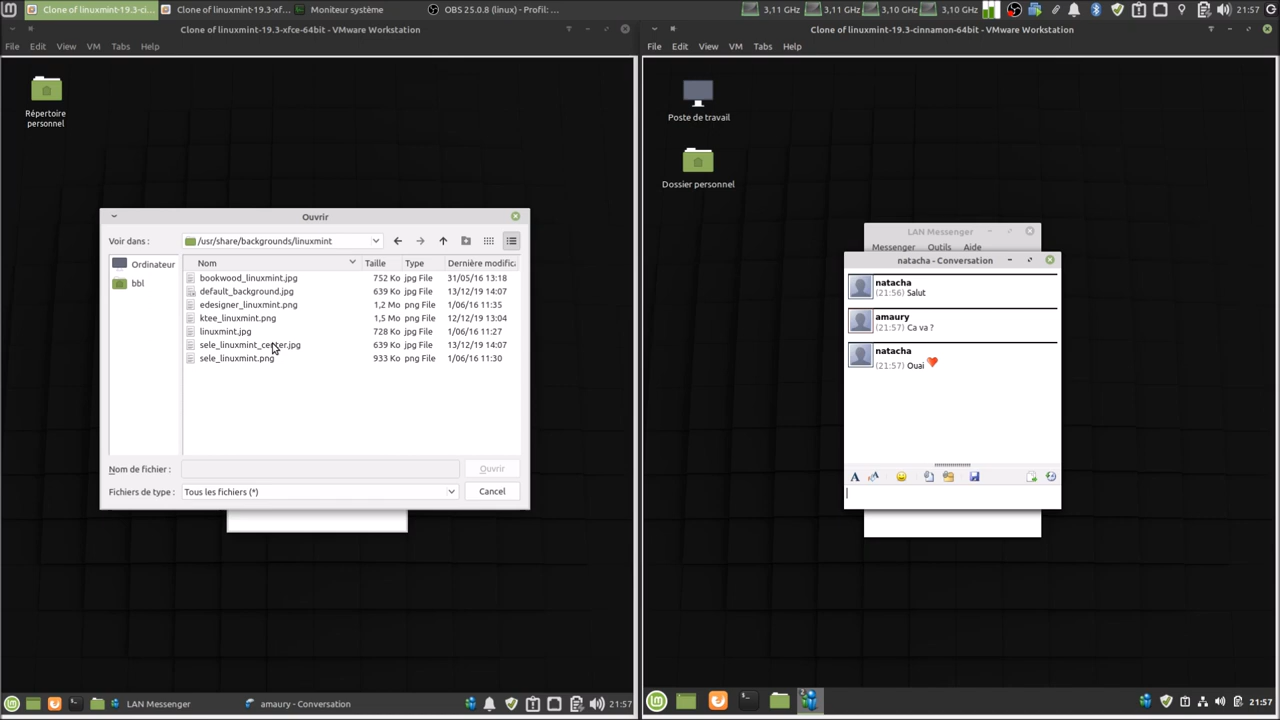 Clone of linuxmint-19.3-ci...
Clone of linuxmint-19.3-xf...
Moniteur système
OBS 25.0.8 (linux) - Profil: ...
3,11 GHz
3,11 GHz
3,10 GHz
3,10 GHz
21:57
Clone of linuxmint-19.3-xfce-64bit - VMware Workstation
File Edit View VM Tabs Help
Répertoire
personnel
Ouvrir
Voir dans :
/usr/share/backgrounds/linuxmint
Ordinateur
bbl
Nom Taille Type Dernière modific
bookwood_linuxmint.jpg 752 Ko jpg File 31/05/16 13:18
default_background.jpg 639 Ko jpg File 13/12/19 14:07
edesigner_linuxmint.png 1,2 Mo png File 1/06/16 11:35
ktee_linuxmint.png 1,5 Mo png File 12/12/19 13:04
linuxmint.jpg 728 Ko jpg File 1/06/16 11:27
sele_linuxmint_center.jpg 639 Ko jpg File 13/12/19 14:07
sele_linuxmint.png 933 Ko png File 1/06/16 11:30
Nom de fichier :
Ouvrir
Fichiers de type :
Tous les fichiers (*)
Cancel
LAN Messenger
amaury - Conversation
21:57
Clone of linuxmint-19.3-cinnamon-64bit - VMware Workstation
File Edit View VM Tabs Help
Poste de travail
Dossier personnel
LAN Messenger
Messenger Outils Aide
natacha - Conversation
natacha
(21:56) Salut
amaury
(21:57) Ca va ?
natacha
(21:57) Ouai ❤
21:57